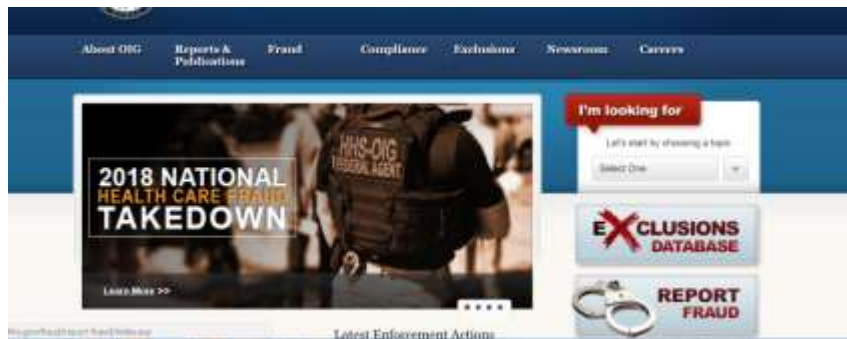 About OIG
Reports &
Publications
Fraud
Compliance
Exclusions
Newsroom
Careers
2018 NATIONAL
HEALTH CARE FRAUD
TAKEDOWN
HHS-OIG
FEDERAL AGENT
Learn More >>
I'm looking for
Let's start by choosing a topic
Select One
EXCLUSIONS
DATABASE
REPORT
FRAUD
Latest Enforcement Actions